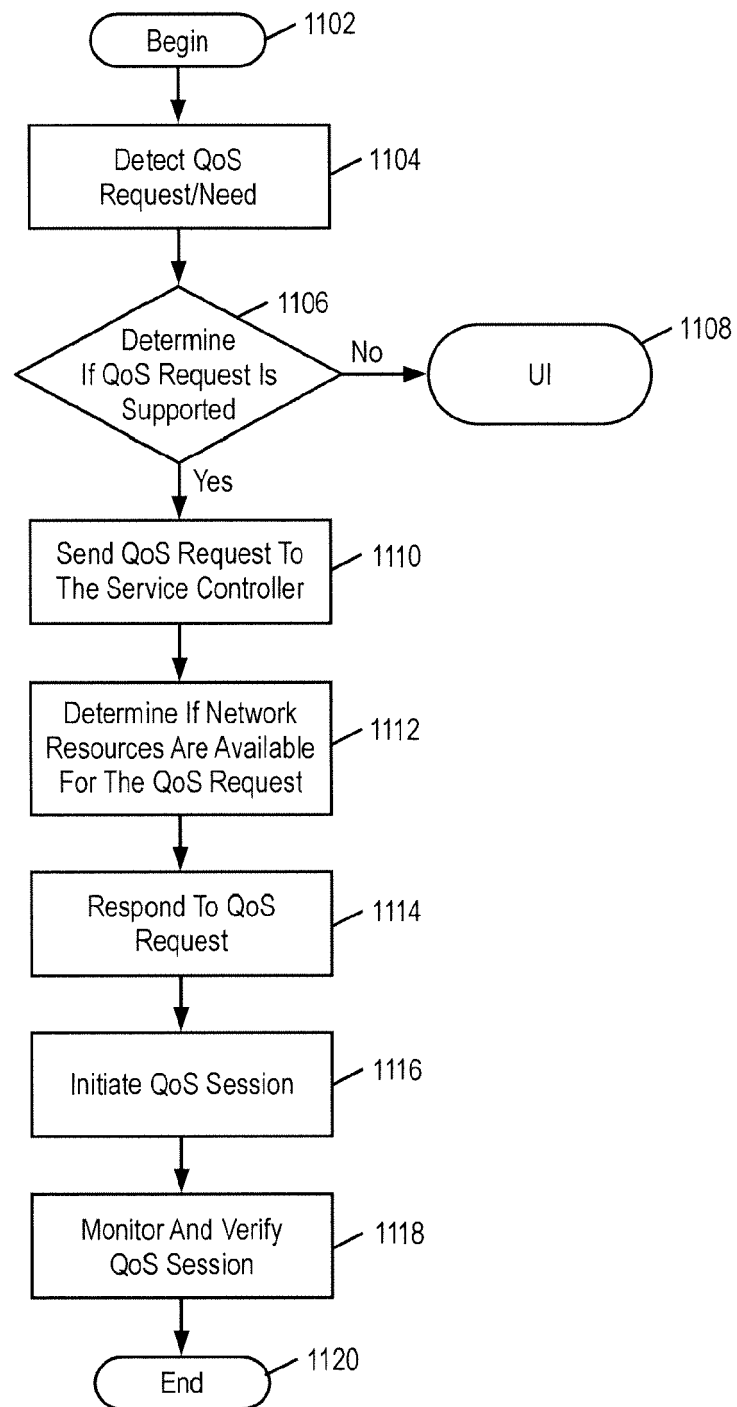 Begin
1102
Detect QoS
Request/Need
1104
1106
Determine
If QoS Request Is
Supported
No
UI
1108
Yes
Send QoS Request To
The Service Controller
1110
Determine If Network
Resources Are Available
For The QoS Request
1112
Respond To QoS
Request
1114
Initiate QoS Session
1116
Monitor And Verify
QoS Session
1118
End
1120